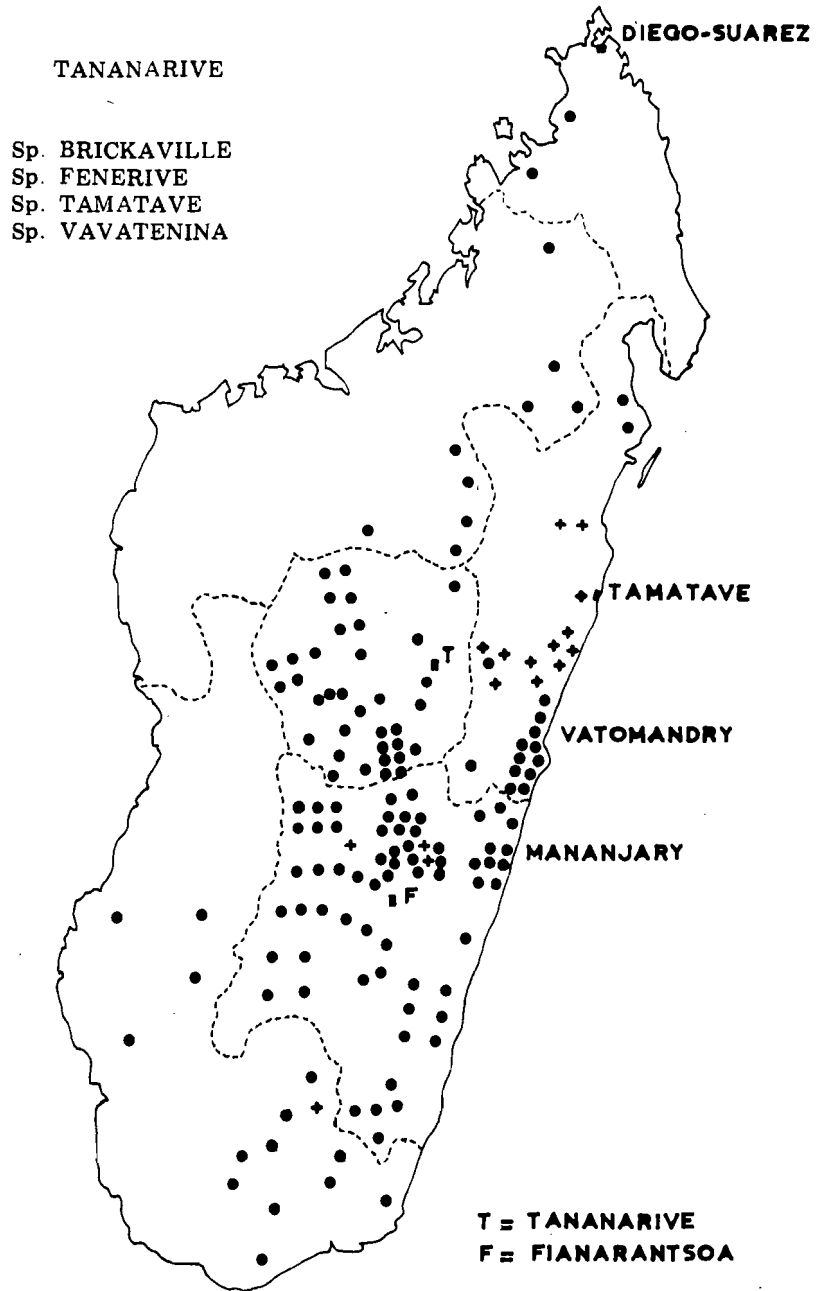 DIEGO-SUAREZ
TANANARIVE
Sp. BRICKAVILLE
Sp. FENERIVE
Sp. TAMATAVE
Sp. VAVATENINA
TAMATAVE
T
VATOMANDRY
MANANJARY
F
T = TANANARIVE
F = FIANARANTSOA